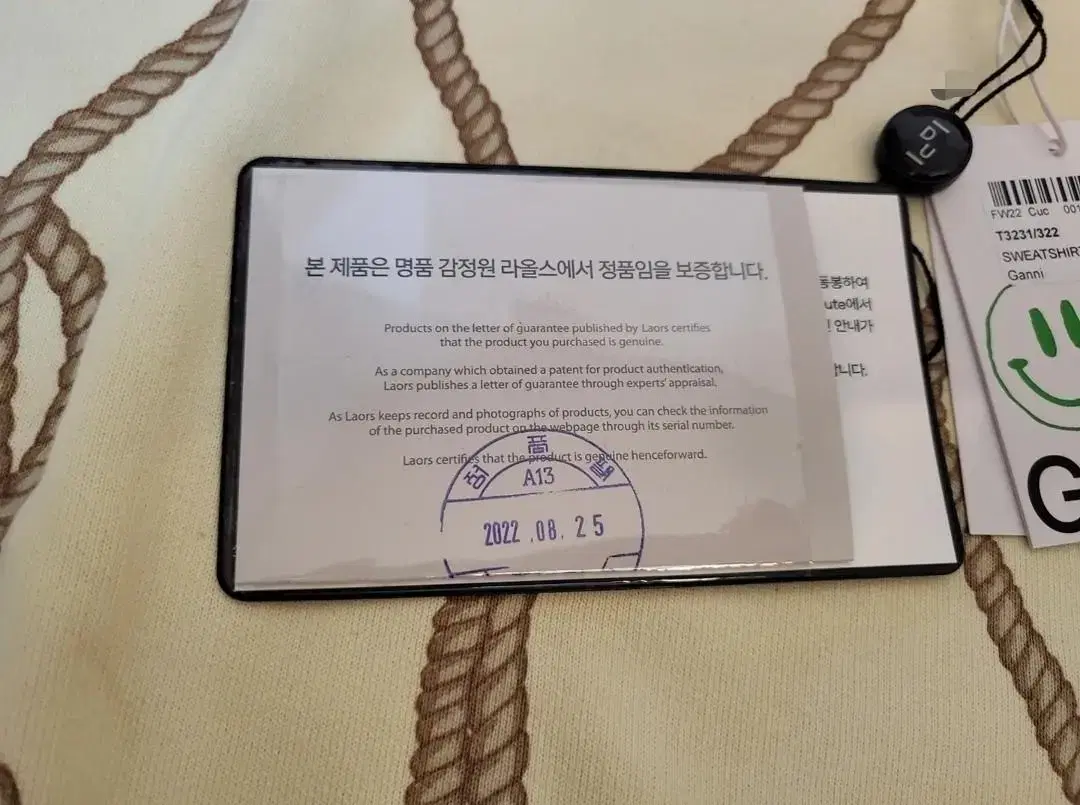 본 제품은 명품 감정원 라올스에서 정품임을 보증합니다.
Products on the letter of guarantee published by Laors certifies
that the product you purchased is genuine.
As a company which obtained a patent for product authentication,
Laors publishes a letter of guarantee through experts' appraisal.
As Laors keeps record and photographs of products, you can check the information
of the purchased product on the webpage through its serial number.
Laors certifies that the product is genuine henceforward.
A13
2022 .08. 25
동봉하여
ute에서
안내가
합니다.
DU
FW22 Cuc 001
T3231/322
SWEATSHIR
Ganni
G